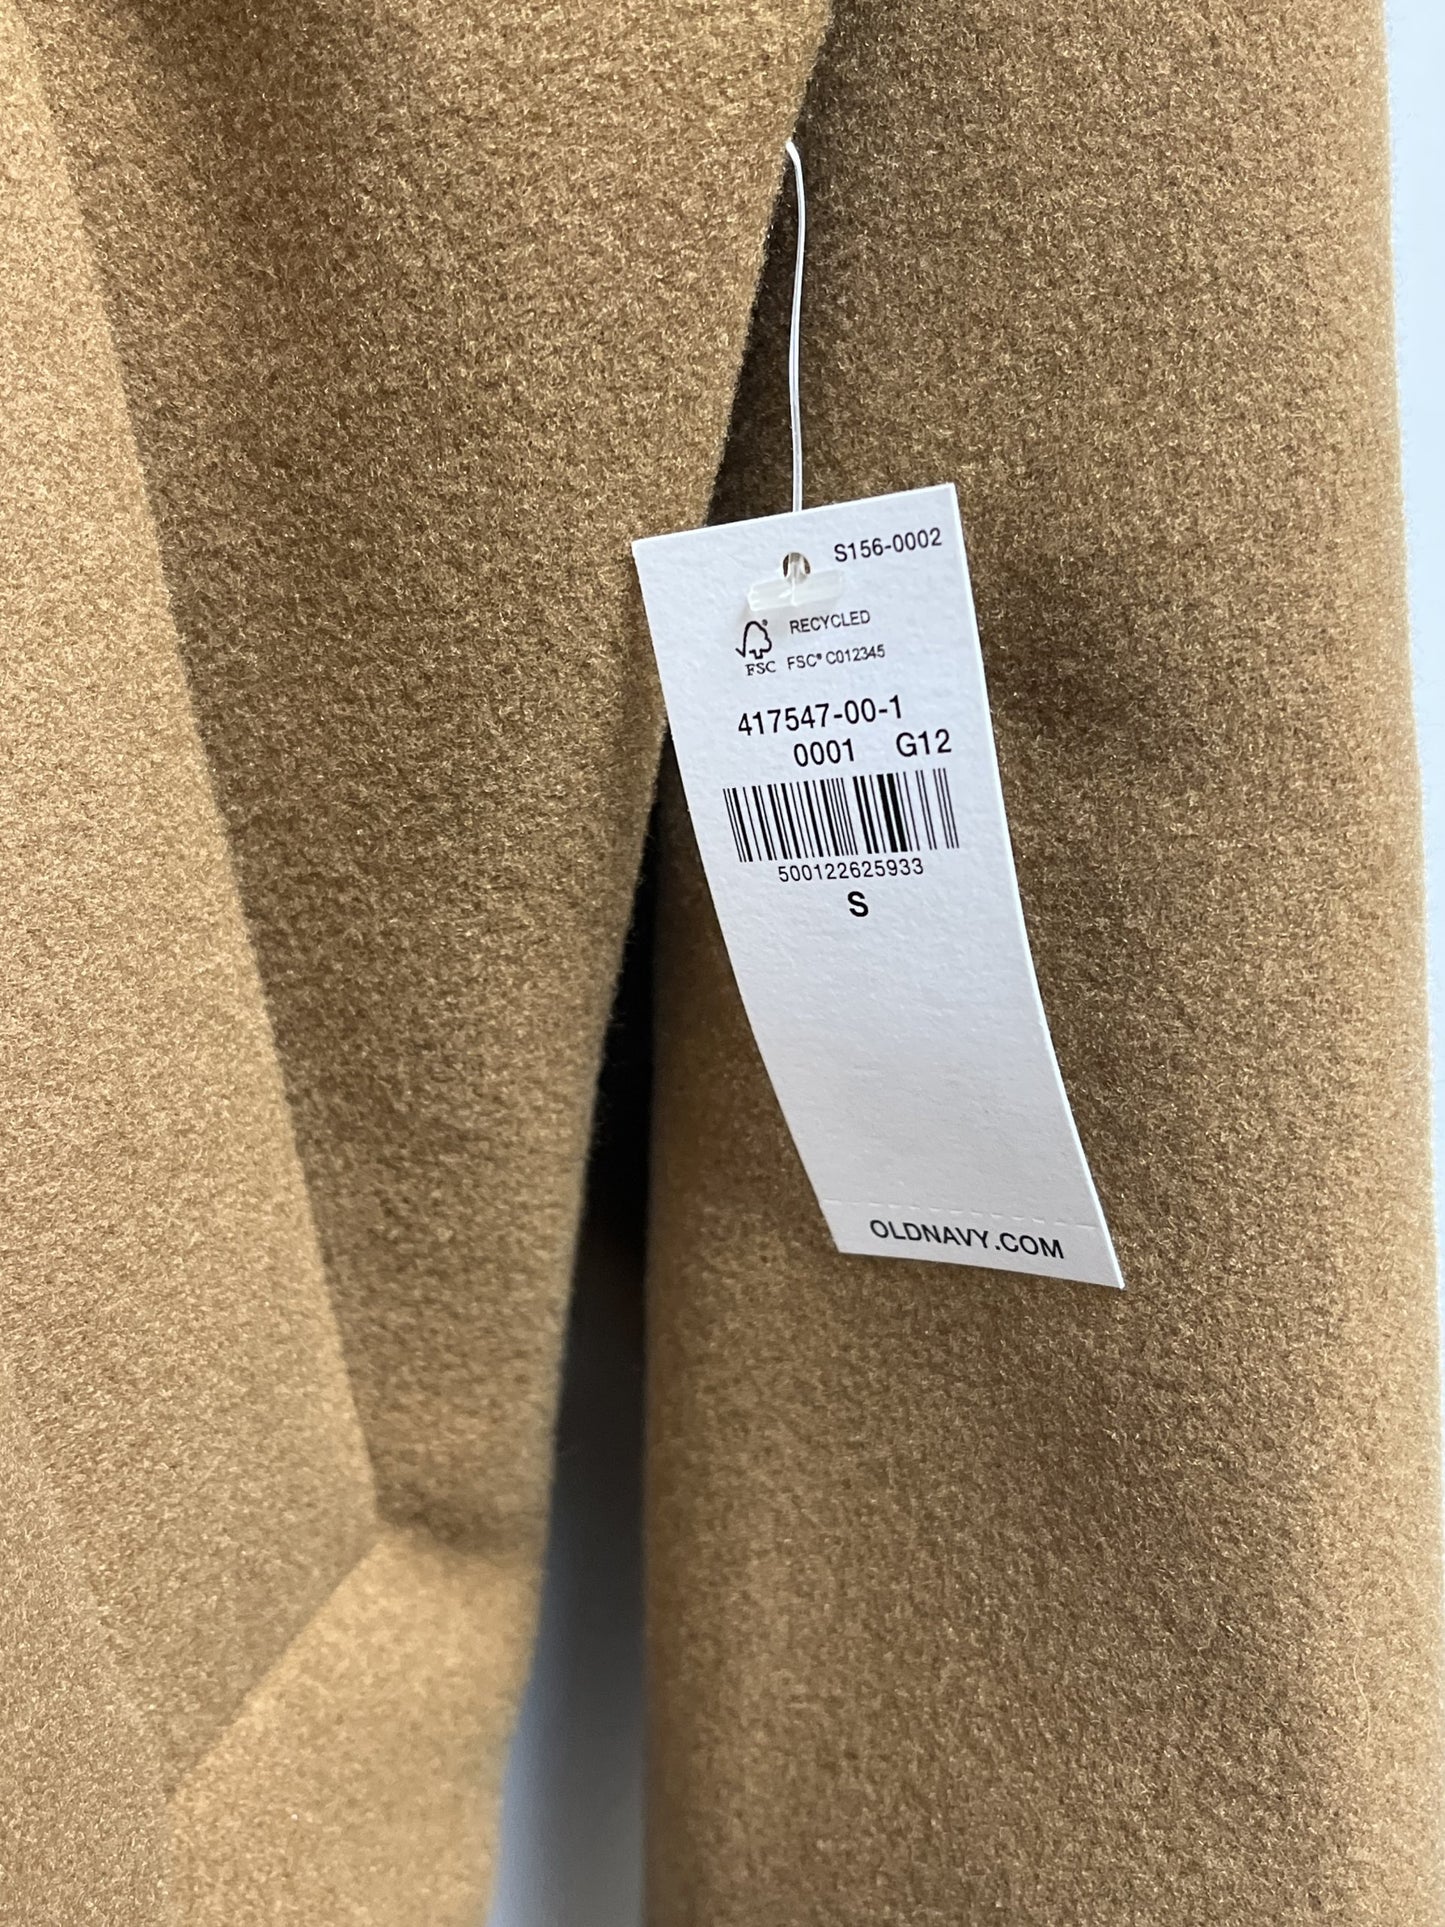 S156-0002
RECYCLED
FSC FSC® C012345
417547-00-1
0001 G12
500122625933
S
OLDNAVY.COM